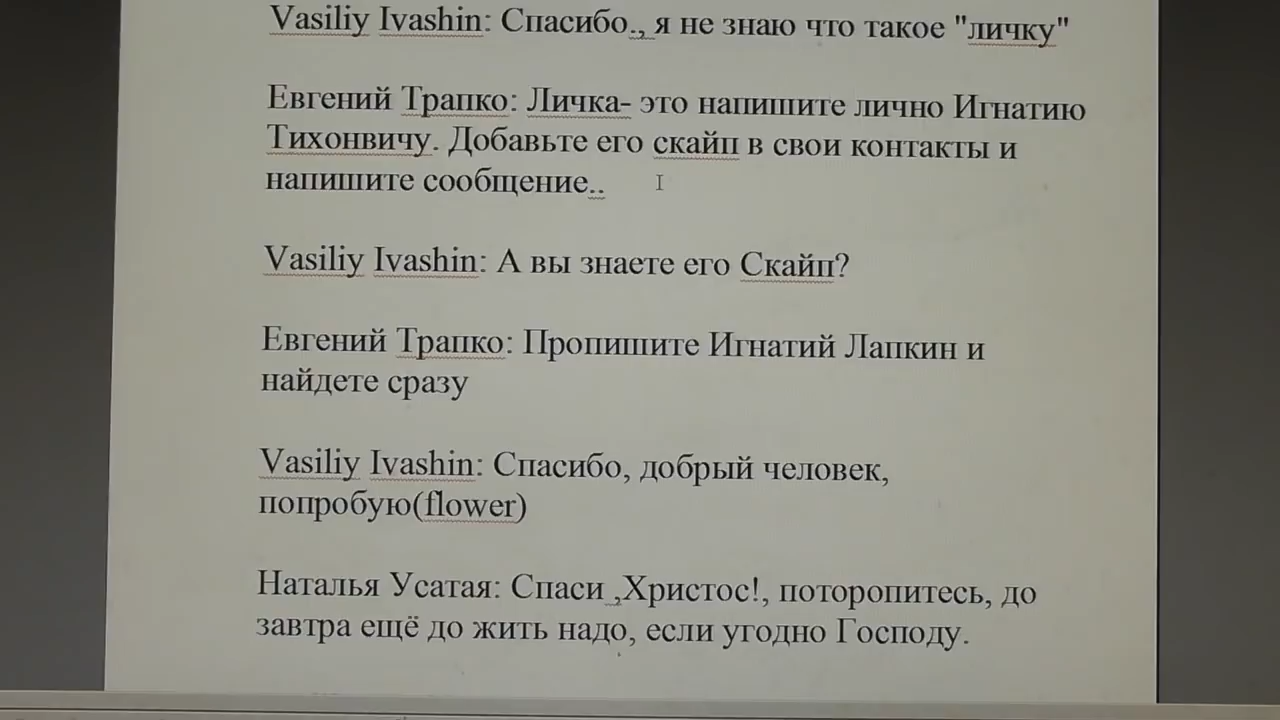 Vasiliy Ivashin: Спасибо., я не знаю что такое "личку"
Евгений Трапко: Личка- это напишите лично Игнатию
Тихонвичу. Добавьте его скайп в свои контакты и
напишите сообщение..
Vasiliy Ivashin: А вы знаете его Скайп?
Евгений Трапко: Пропишите Игнатий Лапкин и
найдете сразу
Vasiliy Ivashin: Спасибо, добрый человек,
попробую(flower)
Наталья Усатая: Спаси ,Христос!, поторопитесь, до
завтра ещё до жить надо, если угодно Господу.